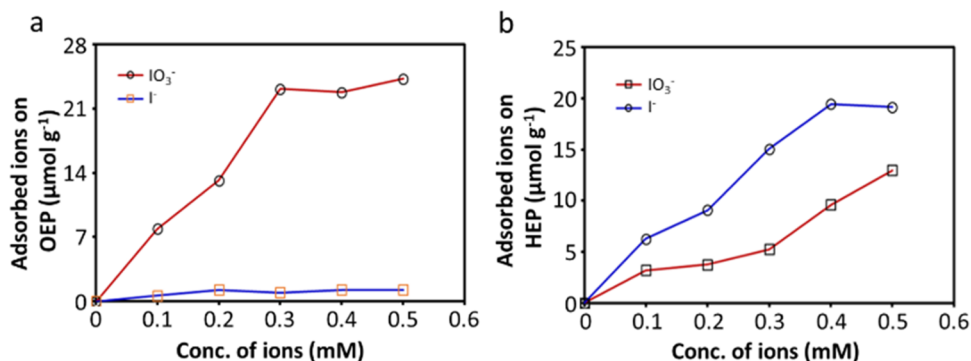 a
Adsorbed ions on
OEP (µmol g⁻¹)
28
21
14
7
0
IO₃⁻
I⁻
0 0.1 0.2 0.3 0.4 0.5 0.6
Conc. of ions (mM)
b
Adsorbed ions on
HEP (µmol g⁻¹)
25
20
15
10
5
0
IO₃⁻
I⁻
0 0.1 0.2 0.3 0.4 0.5 0.6
Conc. of ions (mM)